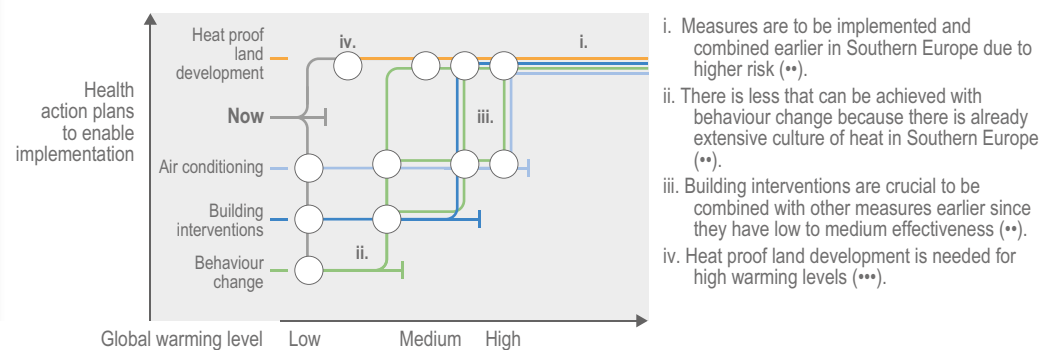 Health
action plans
to enable
implementation
Heat proof
land
development
Now
Air conditioning
Building
interventions
Behaviour
change
iv.
i.
iii.
ii.
Global warming level
Low
Medium
High
i. Measures are to be implemented and
combined earlier in Southern Europe due to
higher risk (••).
ii. There is less that can be achieved with
behaviour change because there is already
extensive culture of heat in Southern Europe
(••).
iii. Building interventions are crucial to be
combined with other measures earlier since
they have low to medium effectiveness (••).
iv. Heat proof land development is needed for
high warming levels (•••).